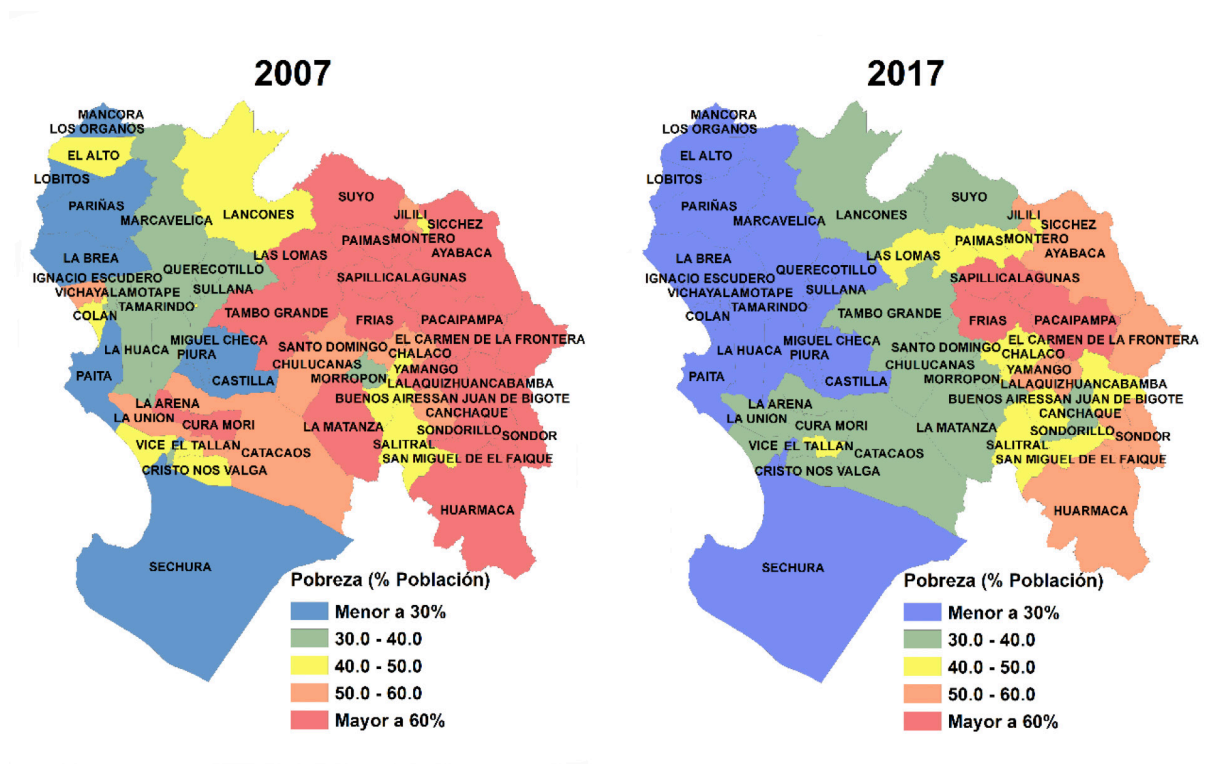 2007
MANCORA
LOS ORGANOS
EL ALTO
LOBITOS
PARIÑAS
MARCAVELICA
LANCONES
SUYO
JILILI
SICCHEZ
PAIMAS
MONTERO
AYABACA
LA BREA
LAS LOMAS
QUERECOTILLO
IGNACIO ESCUDERO
SAPILLICA
LAGUNAS
VICHAYAL
AMOTAPE
SULLANA
COLAN
TAMARINDO
TAMBO GRANDE
FRIAS
PACAIPAMPA
MIGUEL CHECA
EL CARMEN DE LA FRONTERA
LA HUACA
PIURA
SANTO DOMINGO
CHALACO
CHULUCANAS
YAMANGO
PAITA
CASTILLA
MORROPON
LALAQUIZ
HUANCABAMBA
BUENOS AIRES
SAN JUAN DE BIGOTE
LA ARENA
CANCHAQUE
LA UNION
CURA MORI
LA MATANZA
SONDORILLO
SONDOR
VICE
EL TALLAN
CATACAOS
SALITRAL
SAN MIGUEL DE EL FAIQUE
CRISTO NOS VALGA
HUARMACA
SECHURA
Pobreza (% Población)
Menor a 30%
30.0 - 40.0
40.0 - 50.0
50.0 - 60.0
Mayor a 60%
2017
MANCORA
LOS ORGANOS
EL ALTO
LOBITOS
PARIÑAS
MARCAVELICA
LANCONES
SUYO
JILILI
SICCHEZ
PAIMAS
MONTERO
AYABACA
LA BREA
LAS LOMAS
QUERECOTILLO
IGNACIO ESCUDERO
SAPILLICA
LAGUNAS
VICHAYAL
AMOTAPE
SULLANA
COLAN
TAMARINDO
TAMBO GRANDE
FRIAS
PACAIPAMPA
MIGUEL CHECA
EL CARMEN DE LA FRONTERA
LA HUACA
PIURA
SANTO DOMINGO
CHALACO
CHULUCANAS
YAMANGO
PAITA
CASTILLA
MORROPON
LALAQUIZ
HUANCABAMBA
BUENOS AIRES
SAN JUAN DE BIGOTE
LA ARENA
CANCHAQUE
LA UNION
CURA MORI
LA MATANZA
SONDORILLO
SONDOR
VICE
EL TALLAN
CATACAOS
SALITRAL
SAN MIGUEL DE EL FAIQUE
CRISTO NOS VALGA
HUARMACA
SECHURA
Pobreza (% Población)
Menor a 30%
30.0 - 40.0
40.0 - 50.0
50.0 - 60.0
Mayor a 60%